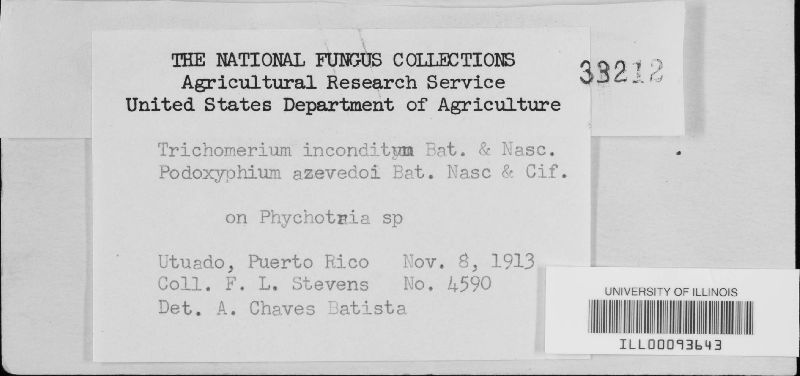 THE NATIONAL FUNGUS COLLECTIONS
Agricultural Research Service
United States Department of Agriculture
33212
Trichomerium inconditum Bat. & Nasc.
Podoxyphium azevedoi Bat. Nasc & Cif.
on Phychotria sp
Utuado, Puerto Rico Nov. 8, 1913
Coll. F. L. Stevens No. 4590
Det. A. Chaves Batista
UNIVERSITY OF ILLINOIS
ILL00093643